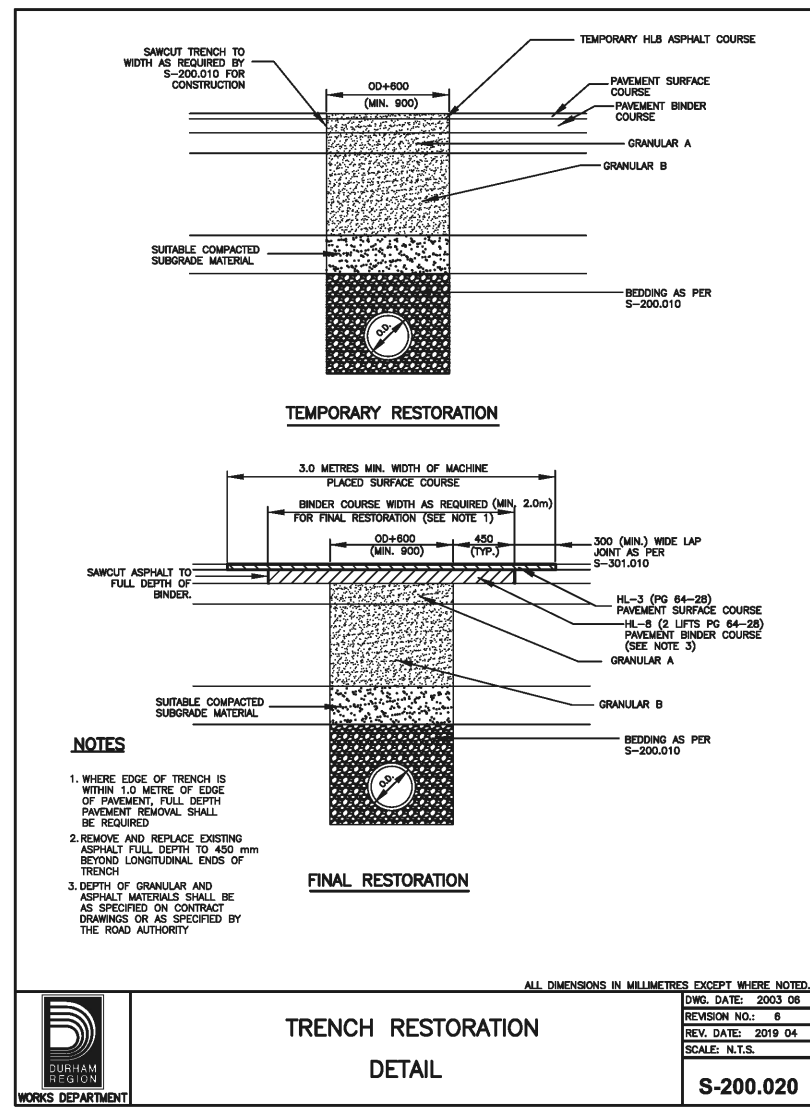 SAWCUT TRENCH TO
WIDTH AS REQUIRED BY
S-200.010 FOR
CONSTRUCTION
OD+600
(MIN. 900)
TEMPORARY HL8 ASPHALT COURSE
PAVEMENT SURFACE
COURSE
PAVEMENT BINDER
COURSE
GRANULAR A
GRANULAR B
SUITABLE COMPACTED
SUBGRADE MATERIAL
BEDDING AS PER
S-200.010
O.D.
TEMPORARY RESTORATION
3.0 METRES MIN. WIDTH OF MACHINE
PLACED SURFACE COURSE
BINDER COURSE WIDTH AS REQUIRED (MIN. 2.0m)
FOR FINAL RESTORATION (SEE NOTE 1)
OD+600
(MIN. 900)
450
(TYP.)
300 (MIN.) WIDE LAP
JOINT AS PER
S-301.010
SAWCUT ASPHALT TO
FULL DEPTH OF
BINDER.
HL-3 (PG 64-28)
PAVEMENT SURFACE COURSE
HL-8 (2 LIFTS PG 64-28)
PAVEMENT BINDER COURSE
(SEE NOTE 3)
GRANULAR A
GRANULAR B
SUITABLE COMPACTED
SUBGRADE MATERIAL
BEDDING AS PER
S-200.010
O.D.
FINAL RESTORATION
NOTES
1. WHERE EDGE OF TRENCH IS
WITHIN 1.0 METRE OF EDGE
OF PAVEMENT, FULL DEPTH
PAVEMENT REMOVAL SHALL
BE REQUIRED
2. REMOVE AND REPLACE EXISTING
ASPHALT FULL DEPTH TO 450 mm
BEYOND LONGITUDINAL ENDS OF
TRENCH
3. DEPTH OF GRANULAR AND
ASPHALT MATERIALS SHALL BE
AS SPECIFIED ON CONTRACT
DRAWINGS OR AS SPECIFIED BY
THE ROAD AUTHORITY
ALL DIMENSIONS IN MILLIMETRES EXCEPT WHERE NOTED.
DURHAM
REGION
WORKS DEPARTMENT
TRENCH RESTORATION
DETAIL
DWG. DATE: 2003 06
REVISION NO.: 6
REV. DATE: 2019 04
SCALE: N.T.S.
S-200.020